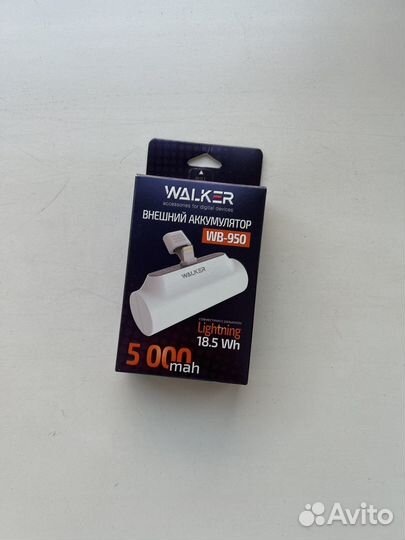 WALKER
accessories for digital devices
ВНЕШНИЙ АККУМУЛЯТОР
WB-950
WALKER
Lightning
18.5 Wh
5 000 mah
Avito